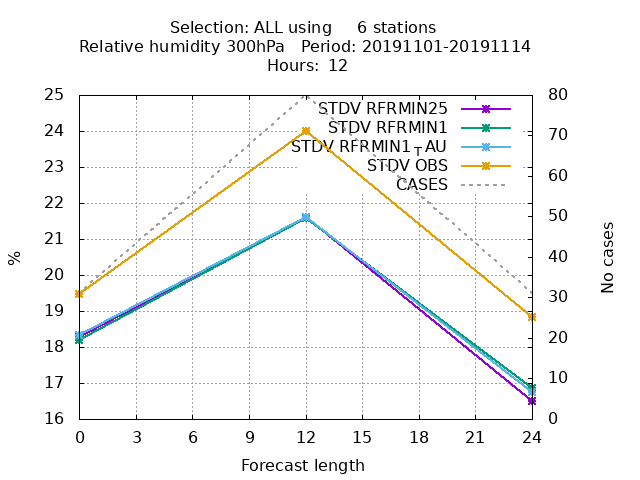 Selection: ALL using     6 stations
Relative humidity 300hPa   Period: 20191101-20191114
Hours: 12
25
24
23
22
21
20
19
18
17
16
%
80
70
60
50
40
30
20
10
0
No cases
STDV RFRMIN25
STDV RFRMIN1
STDV RFRMIN1_TAU
STDV OBS
CASES
0 3 6 9 12 15 18 21 24
Forecast length